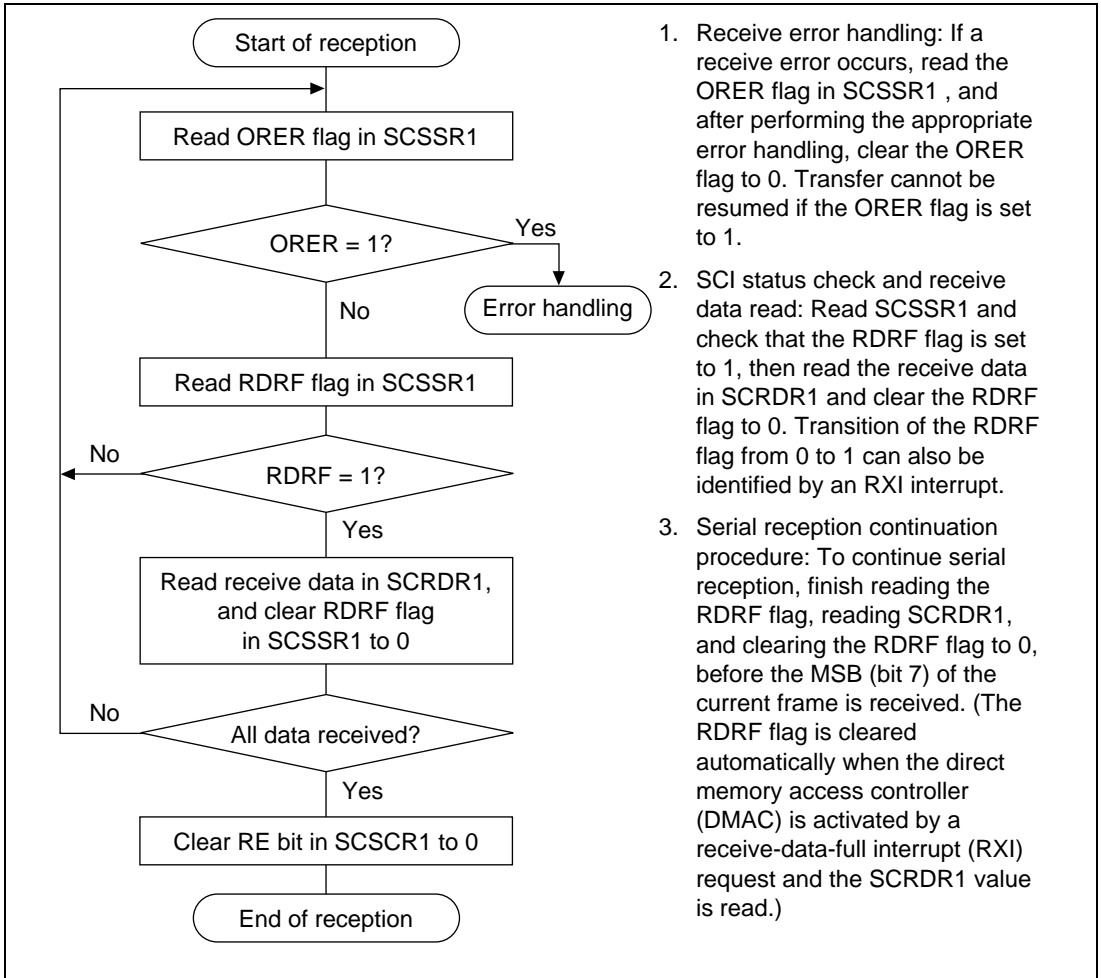 Start of reception
Read ORER flag in SCSSR1
ORER = 1?
Yes
Error handling
No
Read RDRF flag in SCSSR1
No
RDRF = 1?
Yes
Read receive data in SCRDR1,
and clear RDRF flag
in SCSSR1 to 0
No
All data received?
Yes
Clear RE bit in SCSCR1 to 0
End of reception
1. Receive error handling: If a
receive error occurs, read the
ORER flag in SCSSR1 , and
after performing the appropriate
error handling, clear the ORER
flag to 0. Transfer cannot be
resumed if the ORER flag is set
to 1.
2. SCI status check and receive
data read: Read SCSSR1 and
check that the RDRF flag is set
to 1, then read the receive data
in SCRDR1 and clear the RDRF
flag to 0. Transition of the RDRF
flag from 0 to 1 can also be
identified by an RXI interrupt.
3. Serial reception continuation
procedure: To continue serial
reception, finish reading the
RDRF flag, reading SCRDR1,
and clearing the RDRF flag to 0,
before the MSB (bit 7) of the
current frame is received. (The
RDRF flag is cleared
automatically when the direct
memory access controller
(DMAC) is activated by a
receive-data-full interrupt (RXI)
request and the SCRDR1 value
is read.)